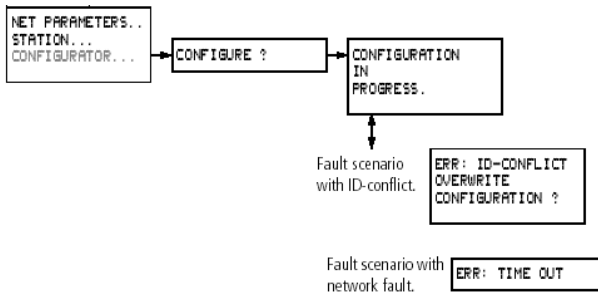 NET PARAMETERS..
STATION...
CONFIGURATOR...
CONFIGURE ?
CONFIGURATION
IN
PROGRESS.
Fault scenario
with ID-conflict.
ERR: ID-CONFLICT
OVERWRITE
CONFIGURATION ?
Fault scenario with
network fault.
ERR: TIME OUT